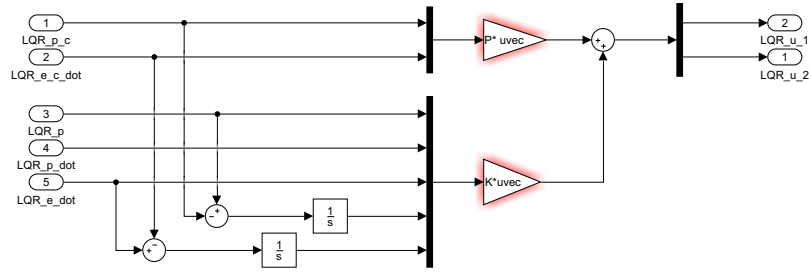 1
LQR_p_c
2
LQR_e_c_dot
3
LQR_p
4
LQR_p_dot
5
LQR_e_dot
P* uvec
K*uvec
+
+
−
+
+
−
1
s
1
s
2
LQR_u_1
1
LQR_u_2